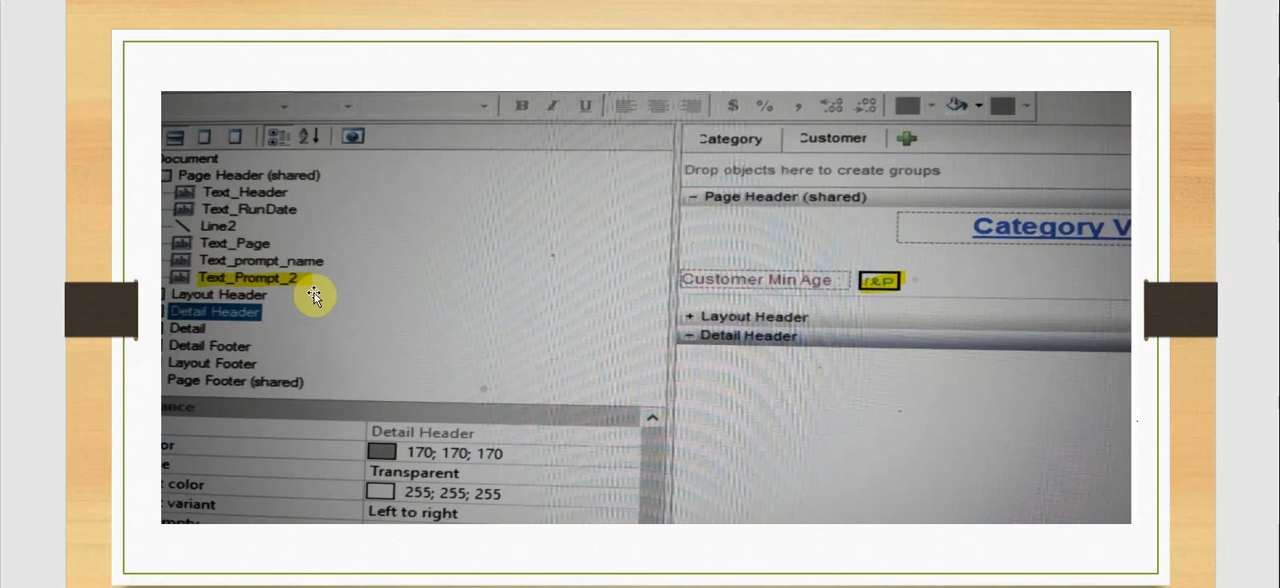 B I U $ % ,
Document
Page Header (shared)
Text_Header
Text_RunDate
Line2
Text_Page
Text_prompt_name
Text_Prompt_2
Layout Header
Detail Header
Detail
Detail Footer
Layout Footer
Page Footer (shared)
Detail Header
170; 170; 170
Transparent
color
255; 255; 255
variant
Left to right
Category
Customer
Drop objects here to create groups
− Page Header (shared)
Category V
Customer Min Age :
+ Layout Header
− Detail Header